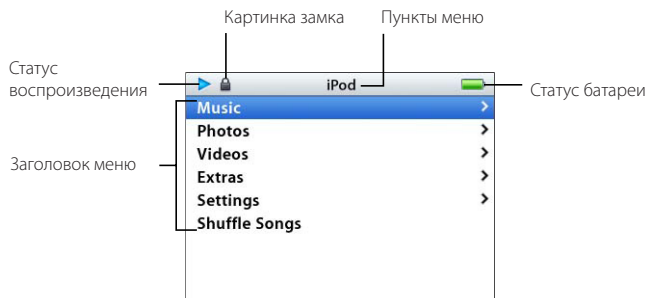 Картинка замка
Пункты меню
Статус
воспроизведения
iPod
Статус батареи
Music
Photos
Videos
Заголовок меню
Extras
Settings
Shuffle Songs